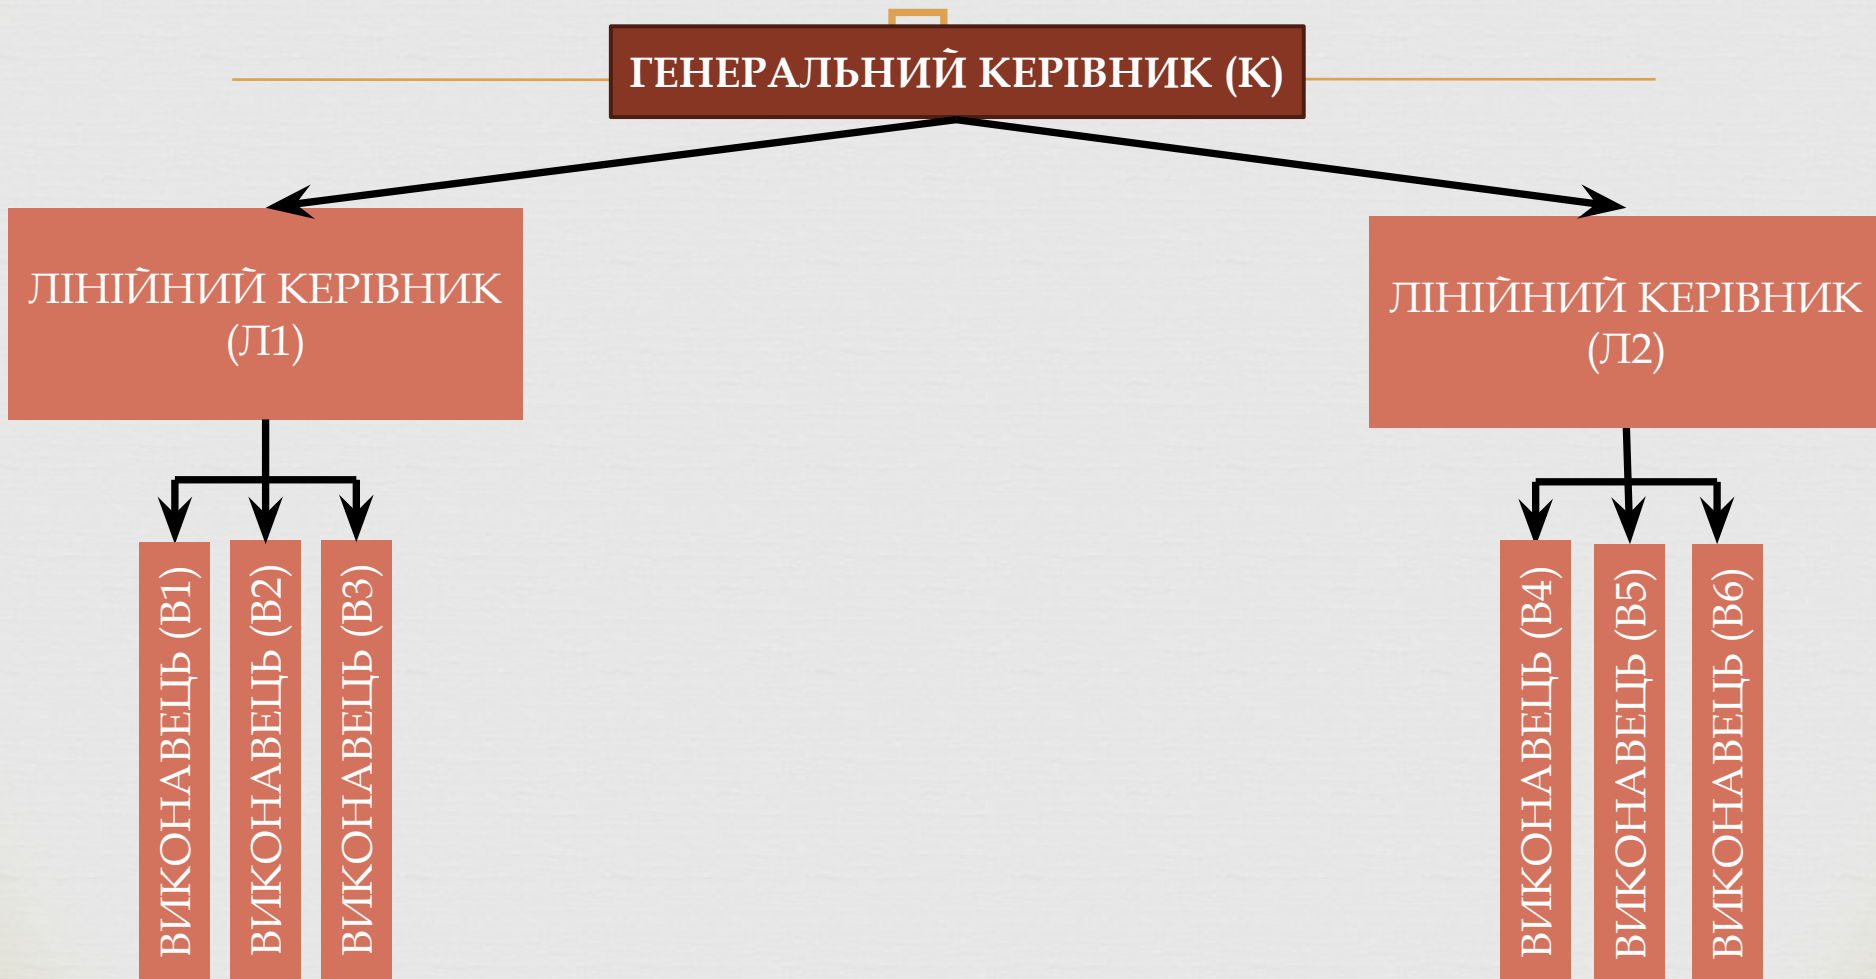 ГЕНЕРАЛЬНИЙ КЕРІВНИК (К)
ЛІНІЙНИЙ КЕРІВНИК
(Л1)
ЛІНІЙНИЙ КЕРІВНИК
(Л2)
ВИКОНАВЕЦЬ (В1)
ВИКОНАВЕЦЬ (В2)
ВИКОНАВЕЦЬ (В3)
ВИКОНАВЕЦЬ (В4)
ВИКОНАВЕЦЬ (В5)
ВИКОНАВЕЦЬ (В6)